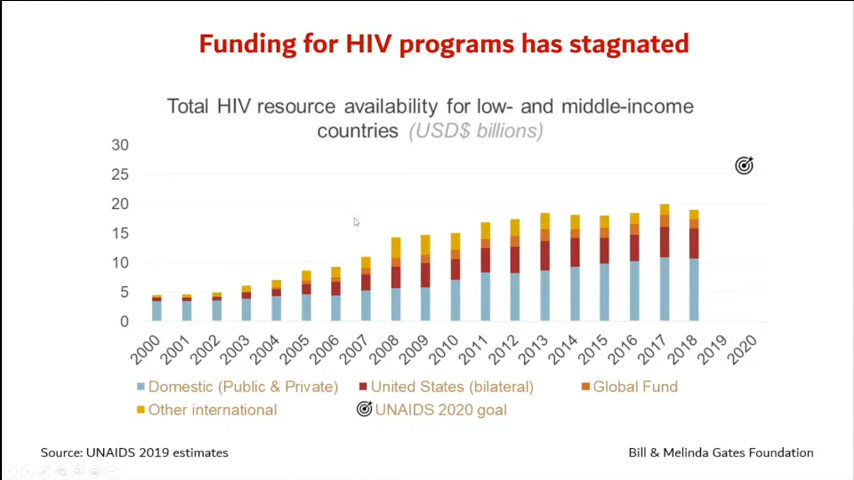 Funding for HIV programs has stagnated
Total HIV resource availability for low- and middle-income
countries (USD$ billions)
30
25
20
15
10
5
0
2000 2001 2002 2003 2004 2005 2006 2007 2008 2009 2010 2011 2012 2013 2014 2015 2016 2017 2018 2019 2020
Domestic (Public & Private) United States (bilateral) Global Fund
Other international UNAIDS 2020 goal
Source: UNAIDS 2019 estimates Bill & Melinda Gates Foundation